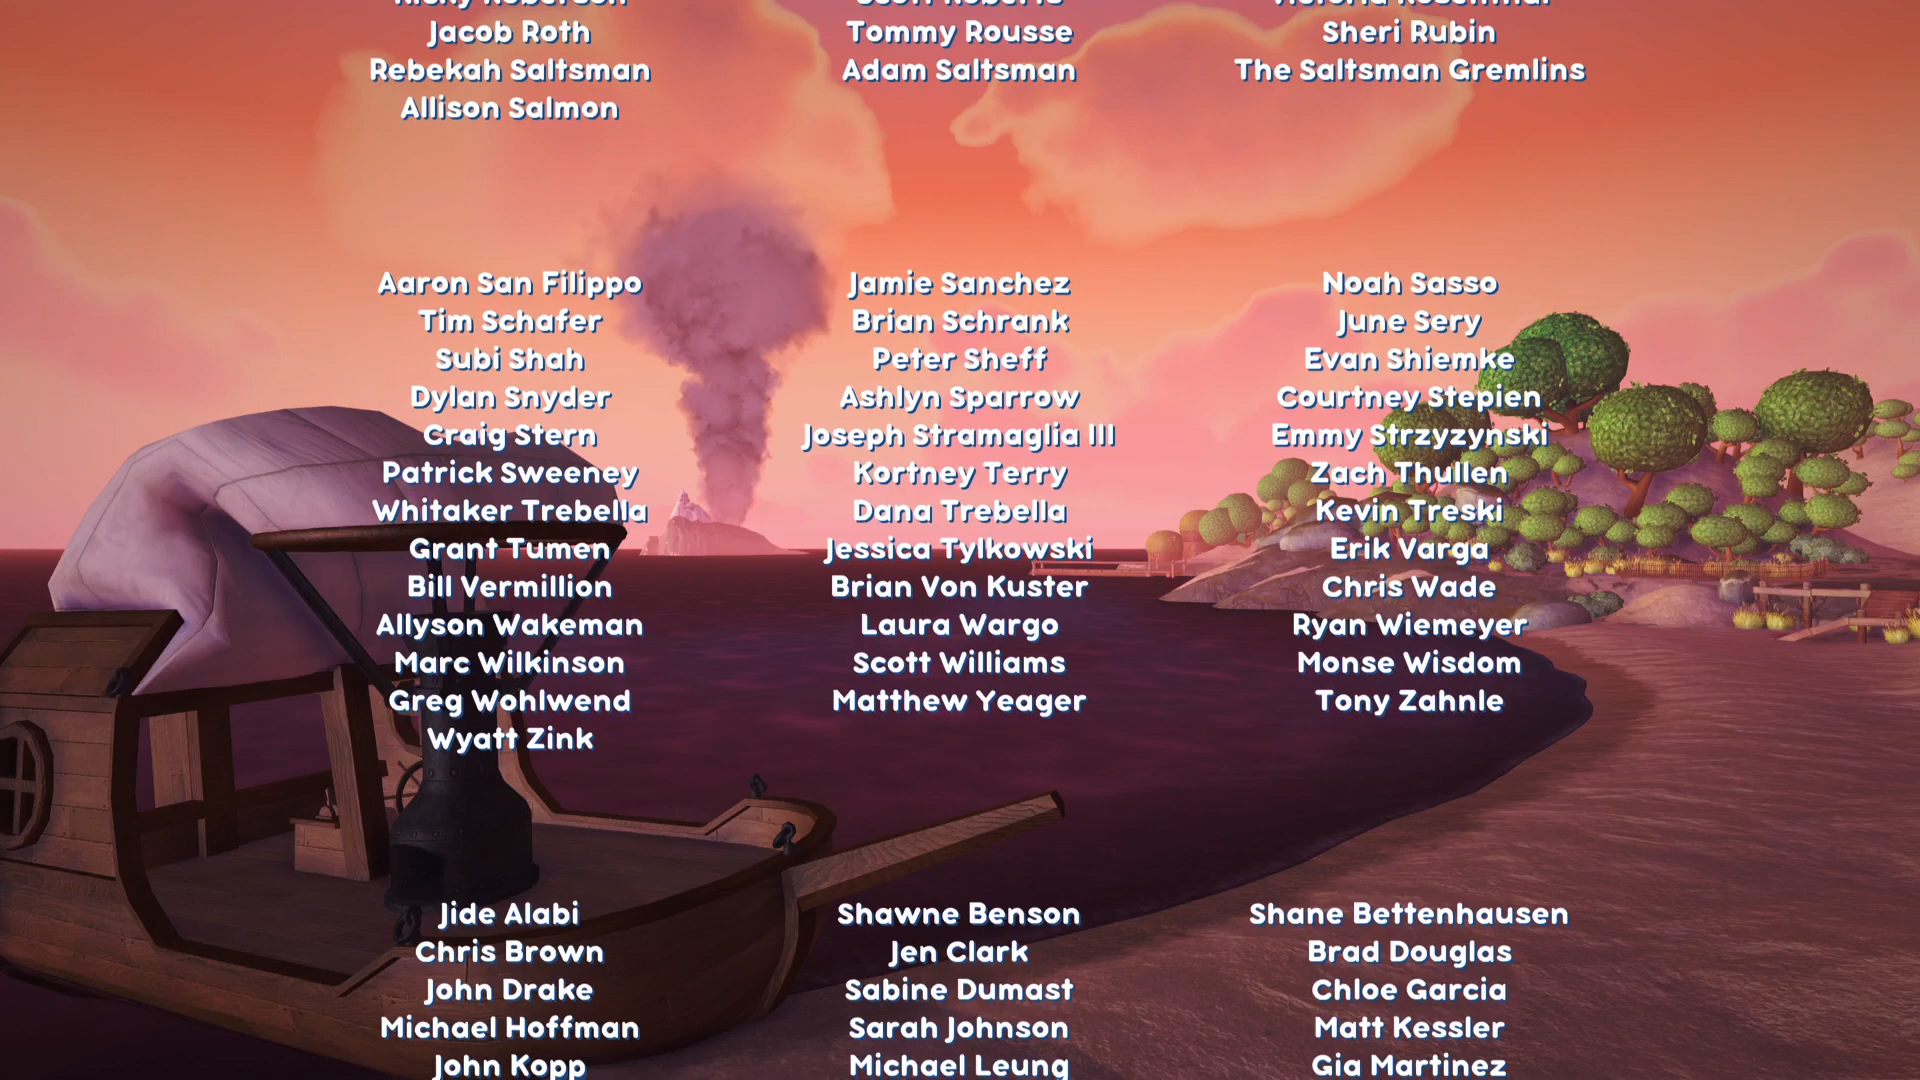 Jacob Roth Tommy Rousse Sheri Rubin
Rebekah Saltsman Adam Saltsman The Saltsman Gremlins
Allison Salmon
Aaron San Filippo Jamie Sanchez Noah Sasso
Tim Schafer Brian Schrank June Sery
Subi Shah Peter Sheff Evan Shiemke
Dylan Snyder Ashlyn Sparrow Courtney Stepien
Craig Stern Joseph Stramaglia III Emmy Strzyzynski
Patrick Sweeney Kortney Terry Zach Thullen
Whitaker Trebella Dana Trebella Kevin Treski
Grant Tumen Jessica Tylkowski Erik Varga
Bill Vermillion Brian Von Kuster Chris Wade
Allyson Wakeman Laura Wargo Ryan Wiemeyer
Marc Wilkinson Scott Williams Monse Wisdom
Greg Wohlwend Matthew Yeager Tony Zahnle
Wyatt Zink
Jide Alabi Shawne Benson Shane Bettenhausen
Chris Brown Jen Clark Brad Douglas
John Drake Sabine Dumast Chloe Garcia
Michael Hoffman Sarah Johnson Matt Kessler
John Kopp Michael Leung Gia Martinez